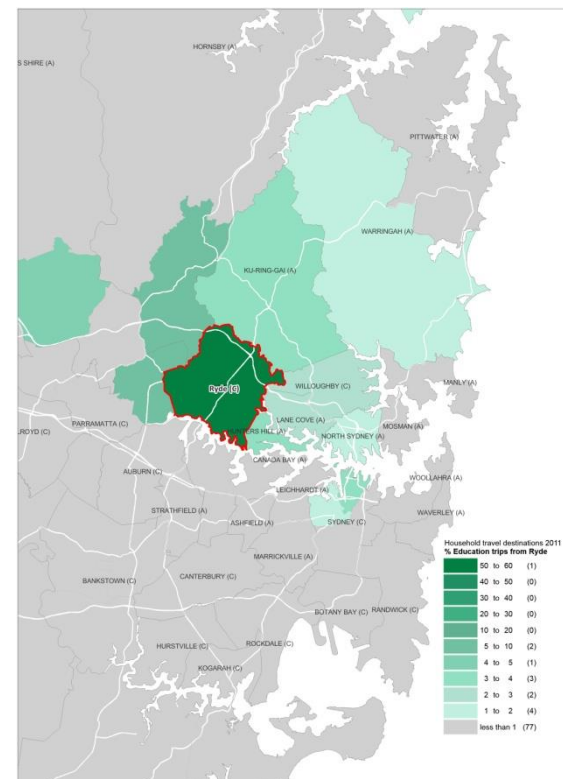 HORNSBY (A)
S SHIRE (A)
PITTWATER (A)
WARRINGAH (A)
KU-RING-GAI (A)
Ryde (C)
WILLOUGHBY (C)
MANLY (A)
LANE COVE (A)
PARRAMATTA (C)
MOSMAN (A)
HUNTERS HILL (A)
NORTH SYDNEY (A)
LROYD (C)
CANADA BAY (A)
AUBURN (C)
WOOLLAHRA (A)
LEICHHARDT (A)
STRATHFIELD (A)
WAVERLEY (A)
ASHFIELD (A)
SYDNEY (C)
MARRICKVILLE (A)
BANKSTOWN (C)
CANTERBURY (C)
RANDWICK (C)
BOTANY BAY (C)
HURSTVILLE (C)
ROCKDALE (C)
KOGARAH (C)
Household travel destinations 2011
% Education trips from Ryde
50 to 60 (1)
40 to 50 (0)
30 to 40 (0)
20 to 30 (0)
10 to 20 (0)
5 to 10 (2)
4 to 5 (1)
3 to 4 (3)
2 to 3 (2)
1 to 2 (4)
less than 1 (77)